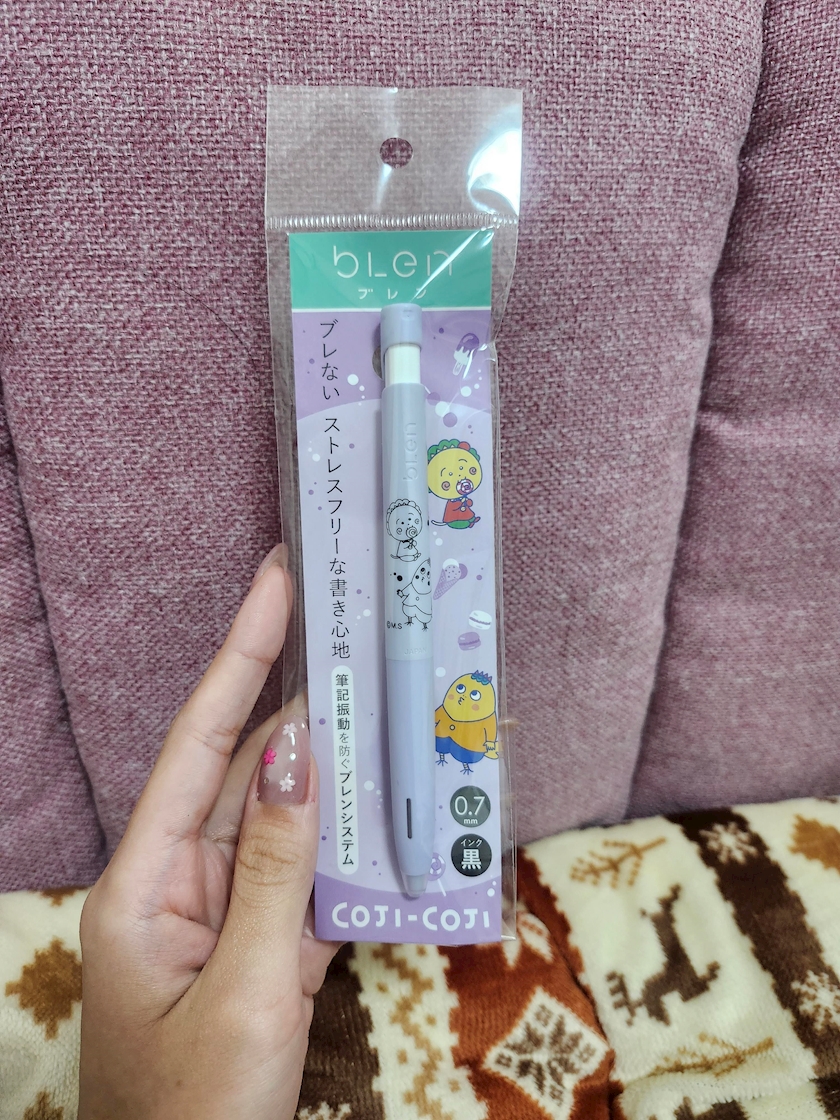 bLen
ブレン
ブレない ストレスフリーな書き心地
筆記振動を防ぐブレンシステム
bLen
©M.S
0.7
mm
インク
黒
COJI-COJI